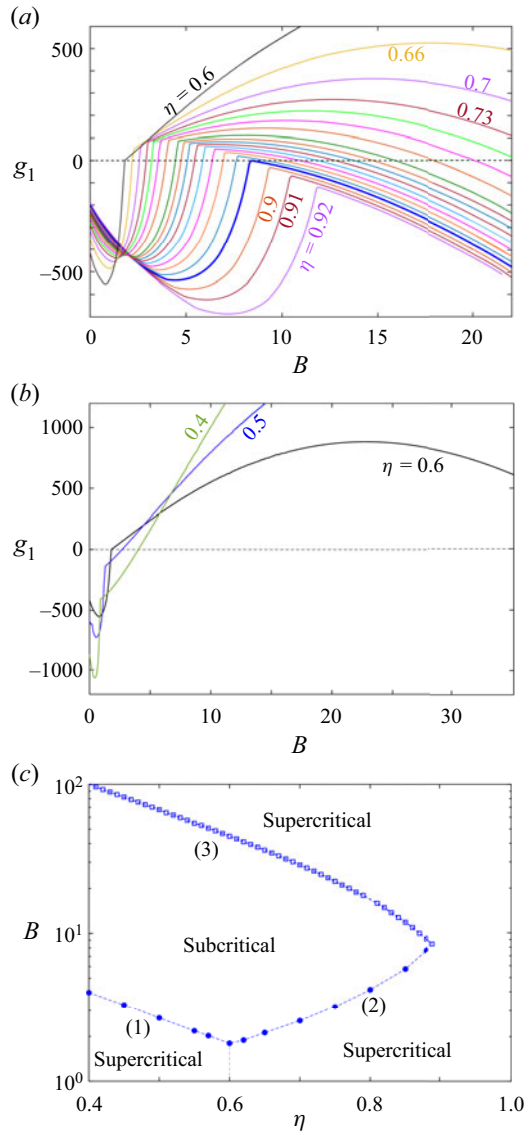 (a)
600
η = 0.6
0.66
0.7
0.73
g1
0
0.9
0.91
η = 0.92
–500
0 5 10 15 20
B
(b)
1000
0.4
0.5
η = 0.6
500
g1
0
–500
–1000
0 10 20 30
B
(c)
10²
Supercritical
(3)
B
10¹
Subcritical
(1)
(2)
Supercritical
Supercritical
10⁰
0.4 0.6 0.8 1.0
η